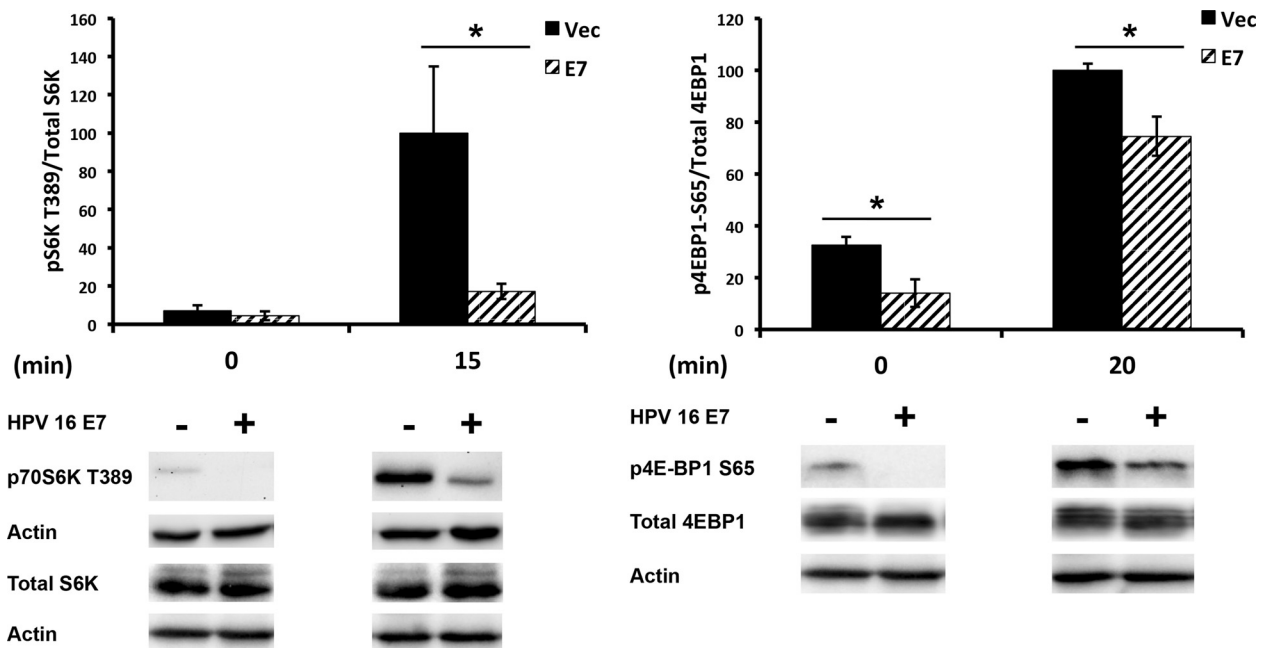 pS6K T389/Total S6K
160
140
120
100
80
60
40
20
0
*
Vec
E7
(min) 0 15
HPV 16 E7 - + - +
p70S6K T389
Actin
Total S6K
Actin
p4EBP1-S65/Total 4EBP1
120
100
80
60
40
20
0
*
*
Vec
E7
(min) 0 20
HPV 16 E7 - + - +
p4E-BP1 S65
Total 4EBP1
Actin